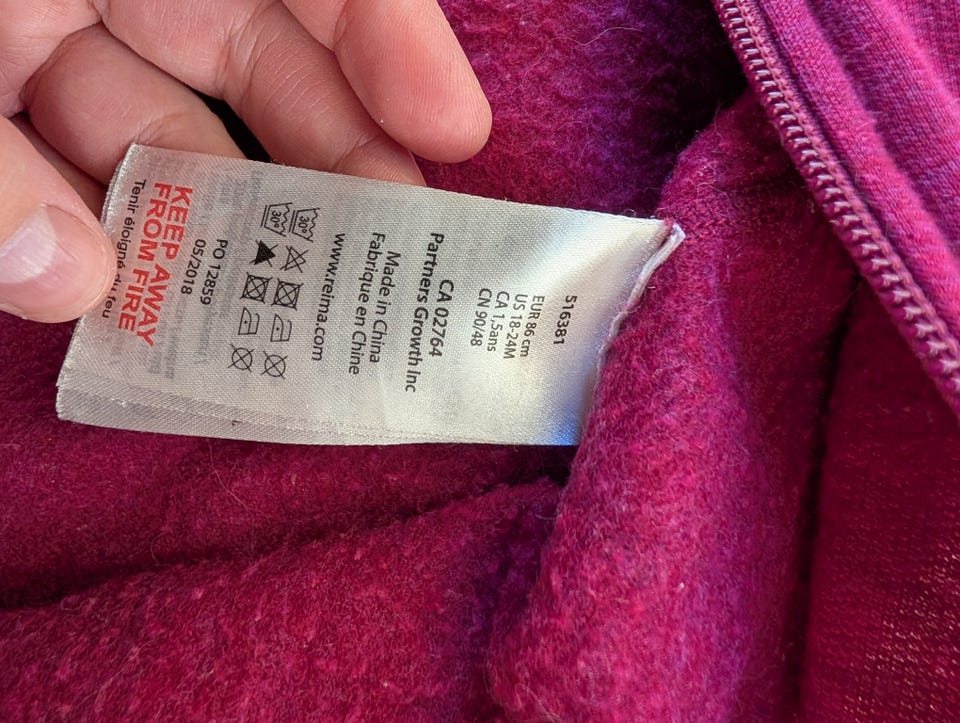 516381
EUR 86 cm
US 18-24M
CA 1,5ans
CN 90/48
CA 02764
Partners Growth Inc
Made in China
Fabriqué en Chine
www.reima.com
30° 30°
PO 12859
05/2018
KEEP AWAY
FROM FIRE
Tenir éloigné du feu